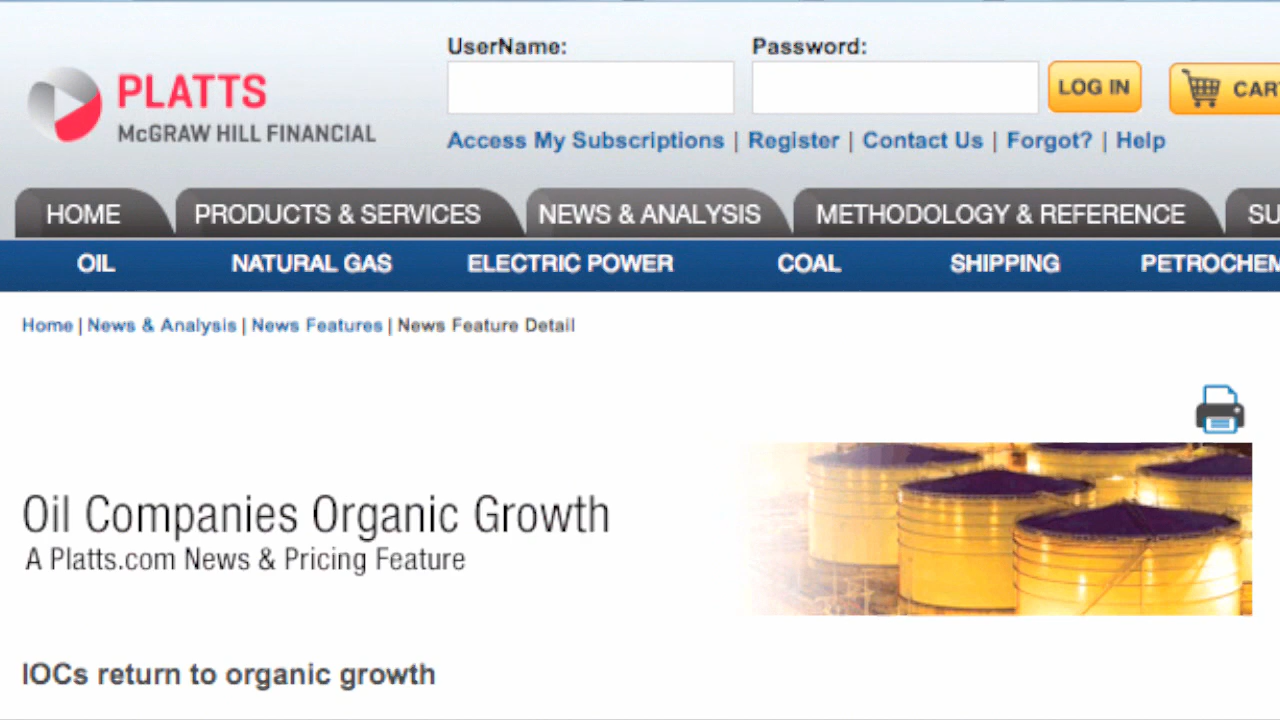 UserName: Password:
PLATTS
McGRAW HILL FINANCIAL
LOG IN
Access My Subscriptions | Register | Contact Us | Forgot? | Help
HOME PRODUCTS & SERVICES NEWS & ANALYSIS METHODOLOGY & REFERENCE
OIL NATURAL GAS ELECTRIC POWER COAL SHIPPING
Home | News & Analysis | News Features | News Feature Detail
Oil Companies Organic Growth
A Platts.com News & Pricing Feature
IOCs return to organic growth